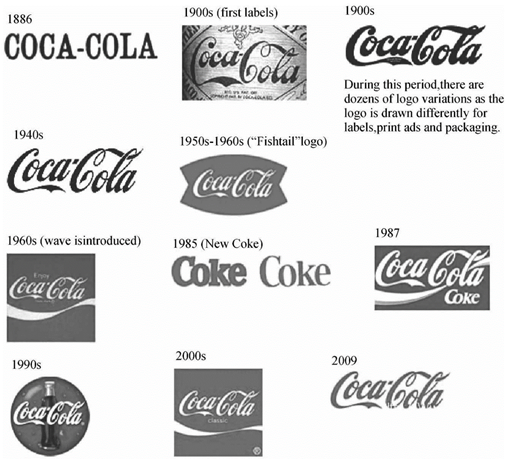 1886
COCA-COLA
1900s (first labels)
Coca-Cola
1900s
Coca-Cola
During this period,there are
dozens of logo variations as the
logo is drawn differently for
labels,print ads and packaging.
1940s
Coca-Cola
1950s-1960s (“Fishtail”logo)
Coca-Cola
1960s (wave isintroduced)
Enjoy
Coca-Cola
1985 (New Coke)
Coke Coke
1987
Coca-Cola
Coke
1990s
Coca-Cola
2000s
Coca-Cola
classic
®
2009
Coca-Cola